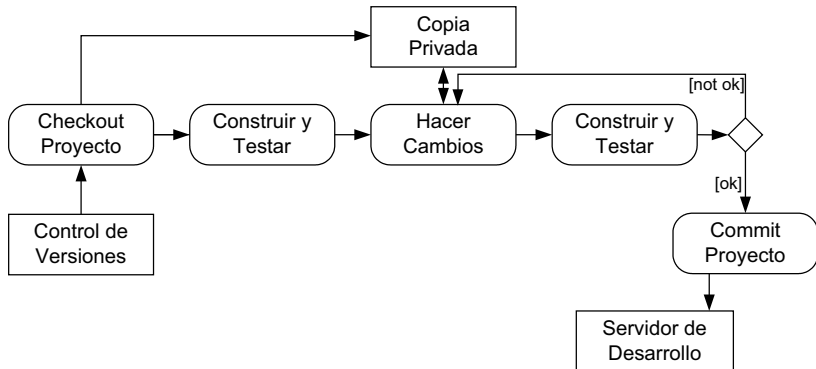 Copia
Privada
[not ok]
Checkout
Proyecto
Construir y
Testar
Hacer
Cambios
Construir y
Testar
[ok]
Control de
Versiones
Commit
Proyecto
Servidor de
Desarrollo